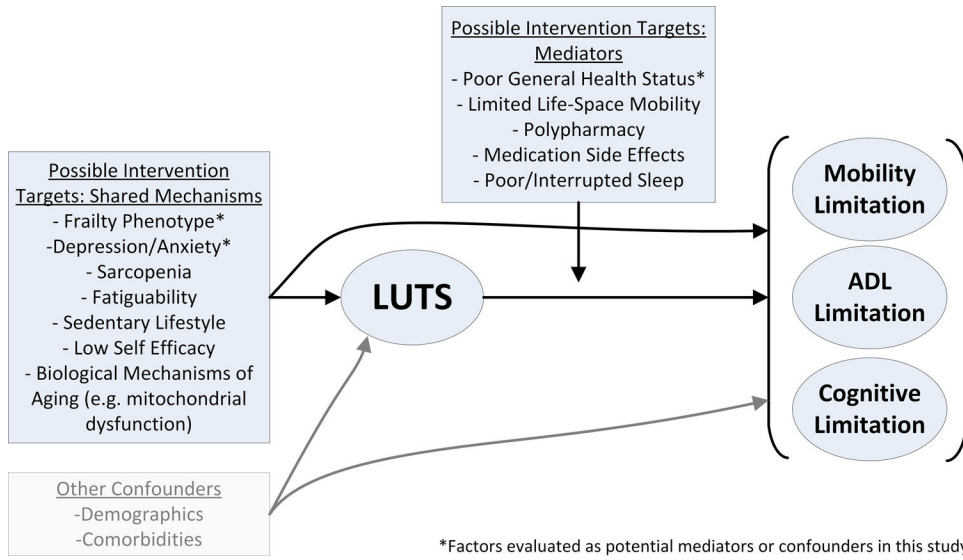 Possible Intervention Targets:
Mediators
- Poor General Health Status*
- Limited Life-Space Mobility
- Polypharmacy
- Medication Side Effects
- Poor/Interrupted Sleep
Possible Intervention
Targets: Shared Mechanisms
- Frailty Phenotype*
-Depression/Anxiety*
- Sarcopenia
- Fatiguability
- Sedentary Lifestyle
- Low Self Efficacy
- Biological Mechanisms of
Aging (e.g. mitochondrial
dysfunction)
LUTS
Mobility
Limitation
ADL
Limitation
Cognitive
Limitation
Other Confounders
-Demographics
-Comorbidities
*Factors evaluated as potential mediators or confounders in this study